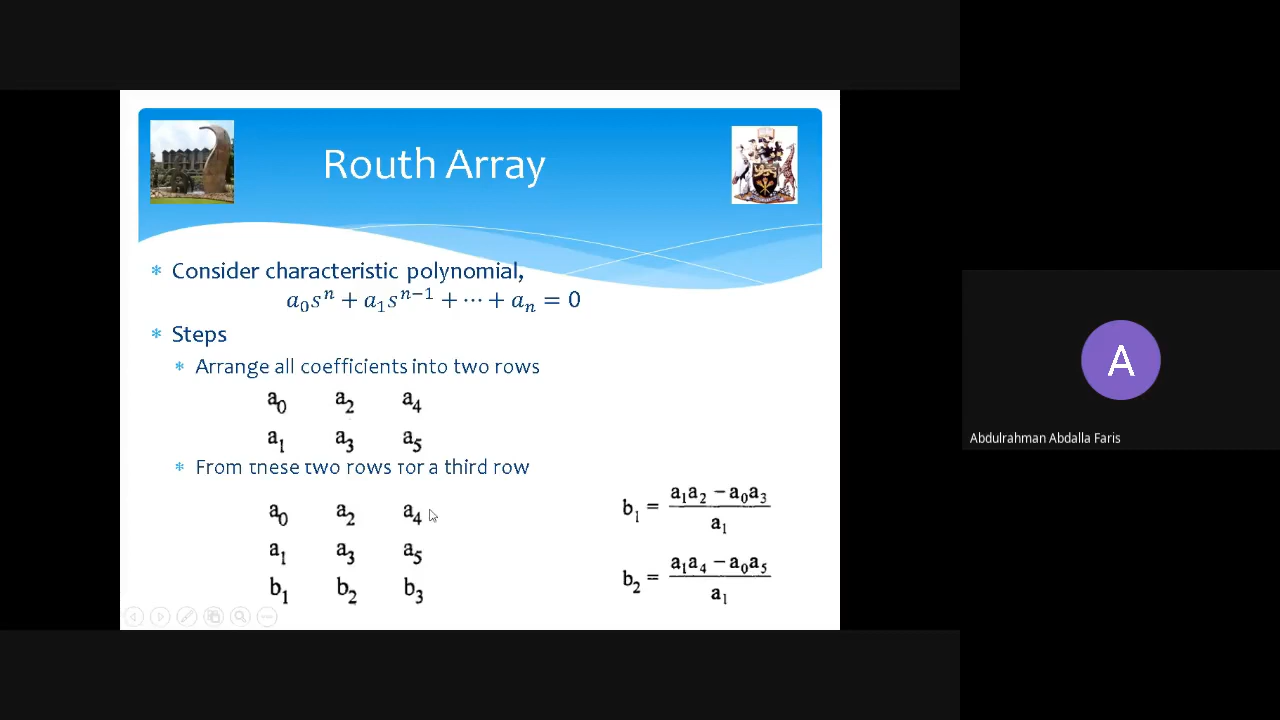 Routh Array
* Consider characteristic polynomial,
a₀sⁿ + a₁sⁿ⁻¹ + ⋯ + aₙ = 0
* Steps
* Arrange all coefficients into two rows
a₀ a₂ a₄
a₁ a₃ a₅
* From these two rows for a third row
a₀ a₂ a₄
a₁ a₃ a₅
b₁ b₂ b₃
b₁ = (a₁a₂ − a₀a₃) / a₁
b₂ = (a₁a₄ − a₀a₅) / a₁
A
Abdulrahman Abdalla Faris